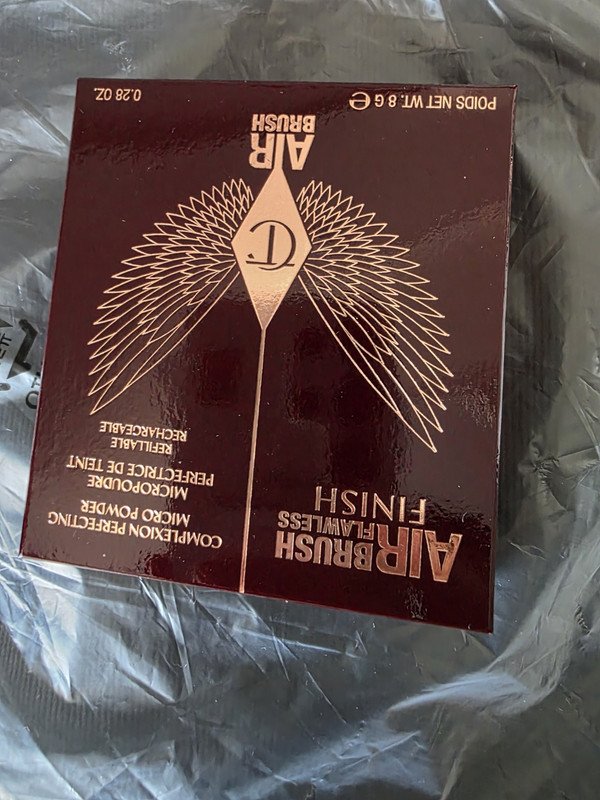 AIRBRUSH
FLAWLESS
FINISH
COMPLEXION PERFECTING
MICRO POWDER
MICROPOUDRE
PERFECTRICE DE TEINT
REFILLABLE
RECHARGEABLE
CT
AIR
BRUSH
POIDS NET WT. 8 G ℮
0.28 OZ.